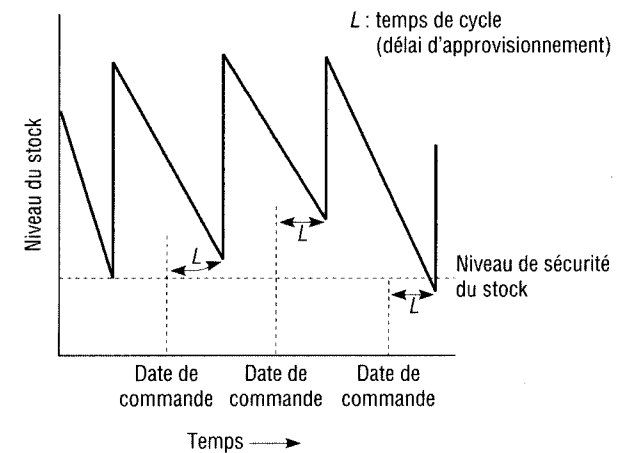 L : temps de cycle
(délai d'approvisionnement)
Niveau du stock
L
L
L
Niveau de sécurité
du stock
Date de
commande
Date de
commande
Date de
commande
Temps